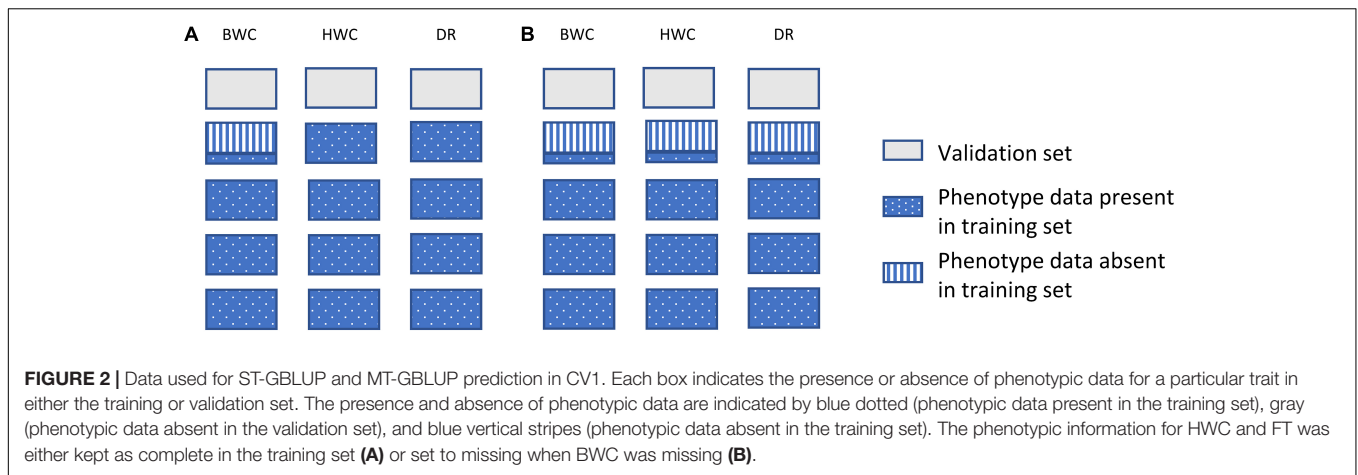 A BWC HWC DR B BWC HWC DR
Validation set
Phenotype data present
in training set
Phenotype data absent
in training set
FIGURE 2 | Data used for ST-GBLUP and MT-GBLUP prediction in CV1. Each box indicates the presence or absence of phenotypic data for a particular trait in
either the training or validation set. The presence and absence of phenotypic data are indicated by blue dotted (phenotypic data present in the training set), gray
(phenotypic data absent in the validation set), and blue vertical stripes (phenotypic data absent in the training set). The phenotypic information for HWC and FT was
either kept as complete in the training set (A) or set to missing when BWC was missing (B).